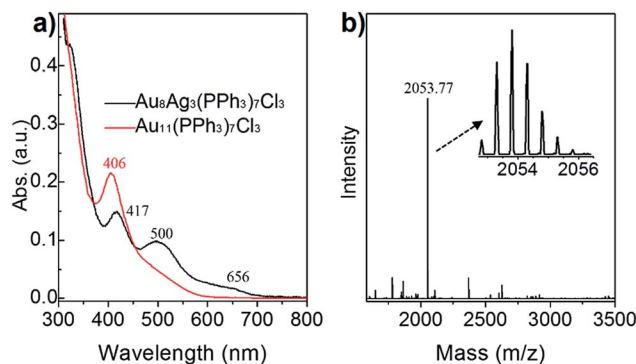 a)
Abs. (a.u.)
0.4
0.3
0.2
0.1
0.0
Au₈Ag₃(PPh₃)₇Cl₃
Au₁₁(PPh₃)₇Cl₃
406
417
500
656
300 400 500 600 700 800
Wavelength (nm)
b)
Intensity
2053.77
2054 2056
2000 2500 3000 3500
Mass (m/z)